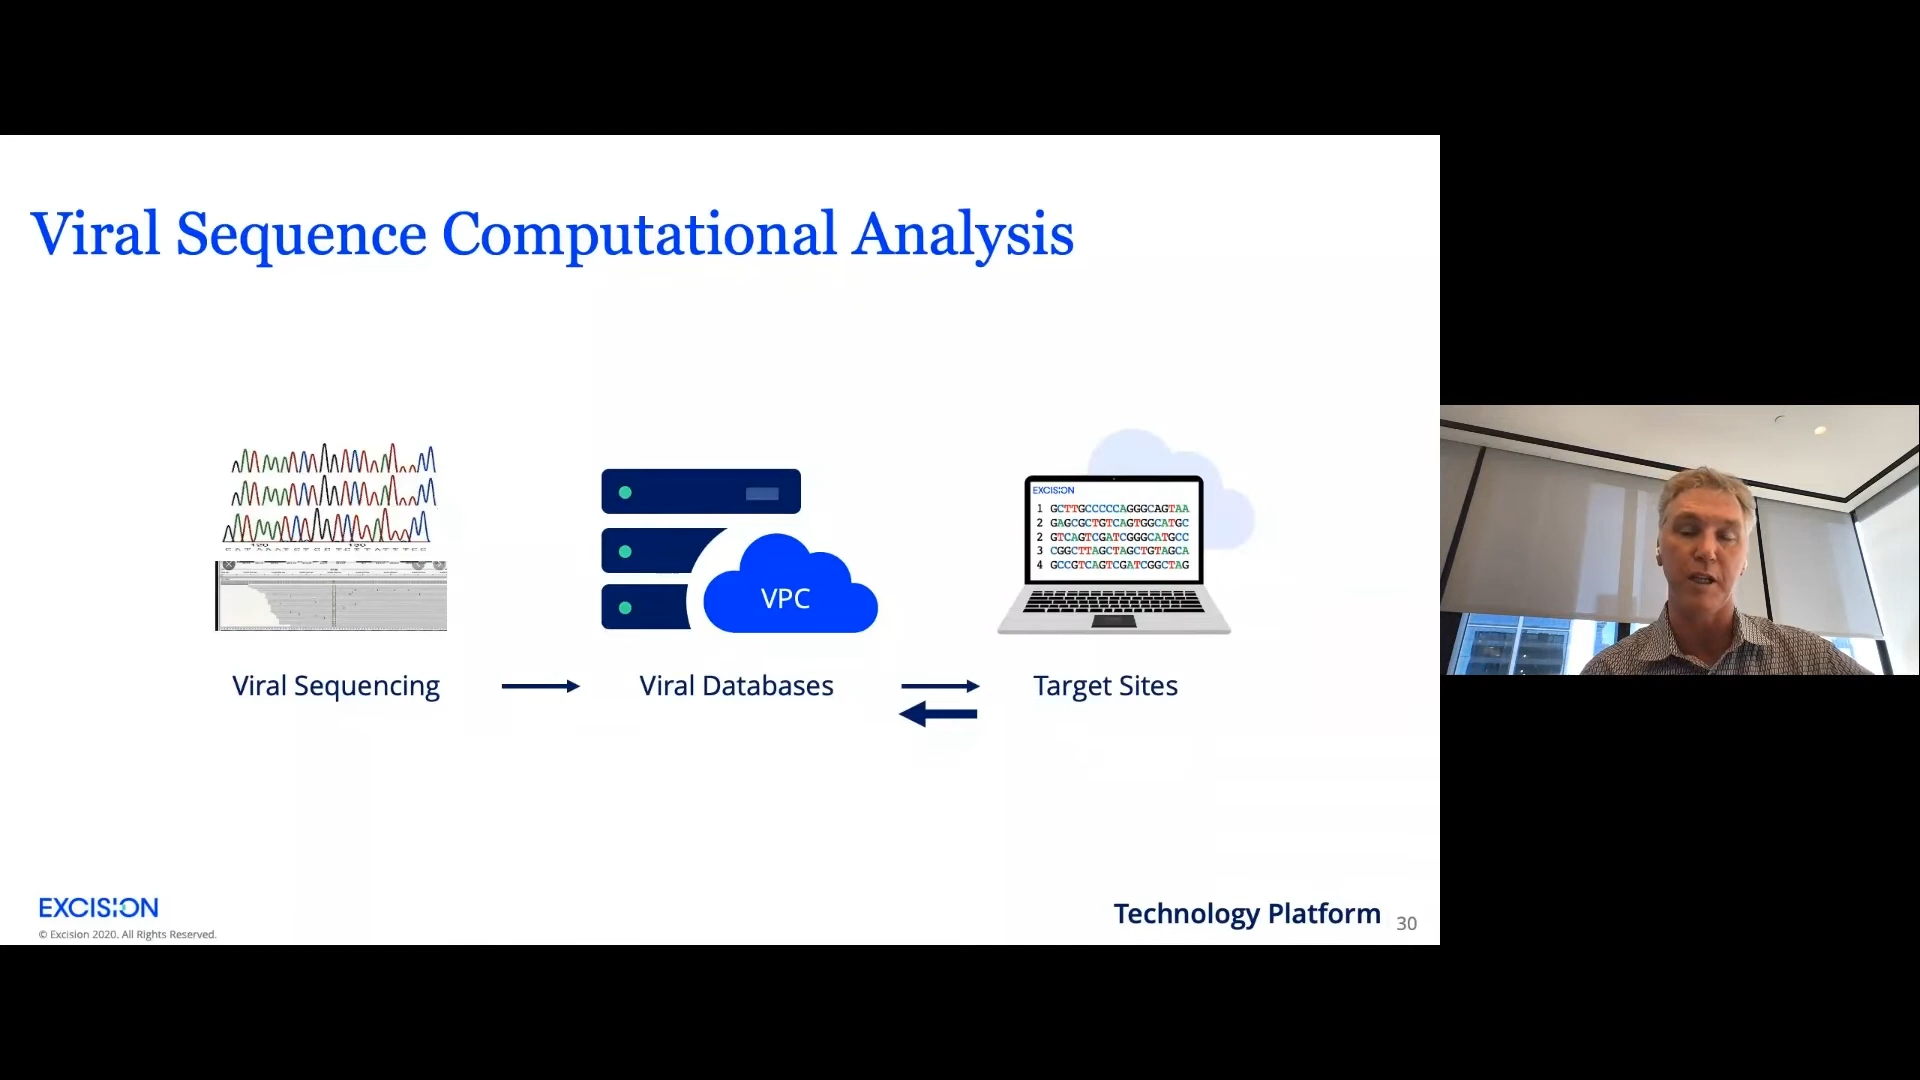 Viral Sequence Computational Analysis
EXCISION
1 GCTTGCCCCCAGGGCAGTAA
2 GAGCGCTGTCAGTGGCATGC
2 GTCAGTCGATCGGGCATGCC
3 CGGCTTAGCTAGCTGTAGCA
4 GCCGTCAGTCGATCGGCTAG
VPC
Viral Sequencing
Viral Databases
Target Sites
EXCISION
© Excision 2020. All Rights Reserved.
Technology Platform
30